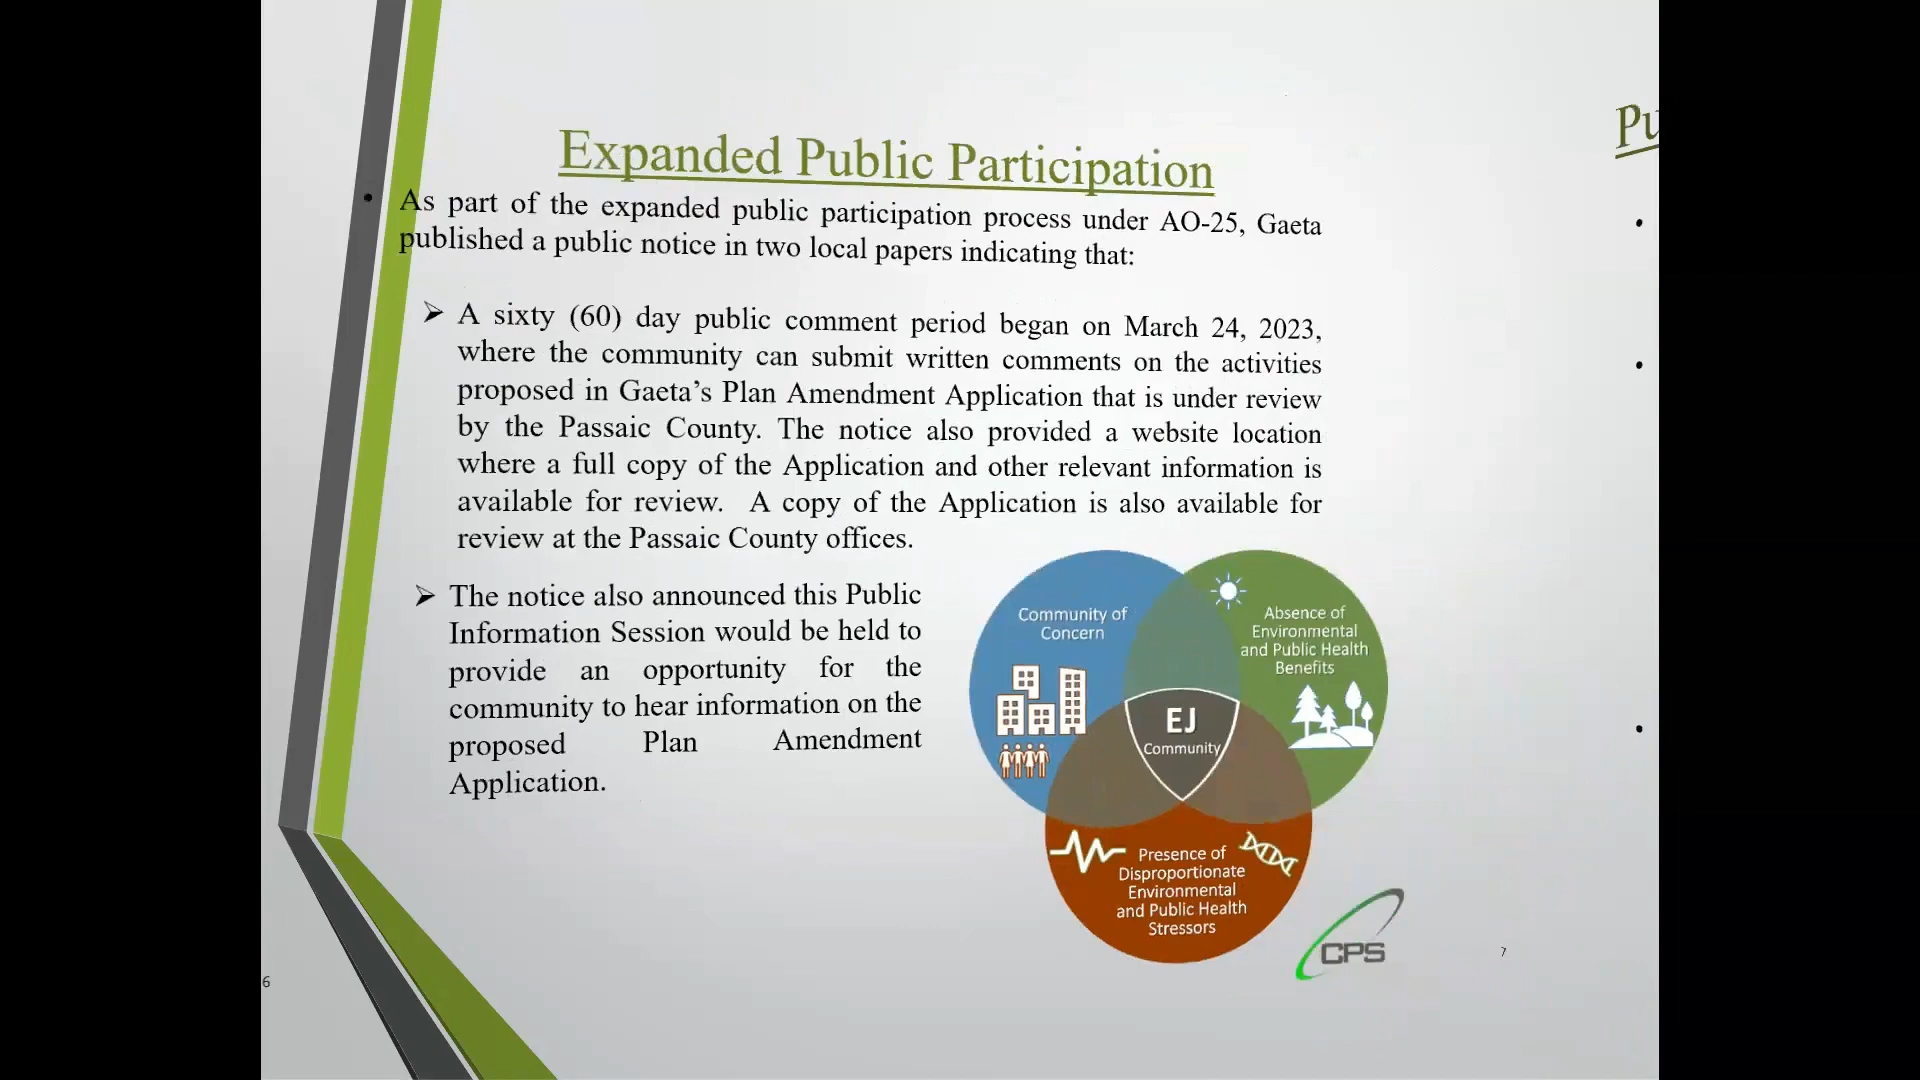 Expanded Public Participation
Pu
• As part of the expanded public participation process under AO-25, Gaeta
published a public notice in two local papers indicating that:
➢ A sixty (60) day public comment period began on March 24, 2023,
where the community can submit written comments on the activities
proposed in Gaeta’s Plan Amendment Application that is under review
by the Passaic County. The notice also provided a website location
where a full copy of the Application and other relevant information is
available for review. A copy of the Application is also available for
review at the Passaic County offices.
➢ The notice also announced this Public
Information Session would be held to
provide an opportunity for the
community to hear information on the
proposed Plan Amendment
Application.
Community of
Concern
Absence of
Environmental
and Public Health
Benefits
EJ
Community
Presence of
Disproportionate
Environmental
and Public Health
Stressors
CPS
7
6